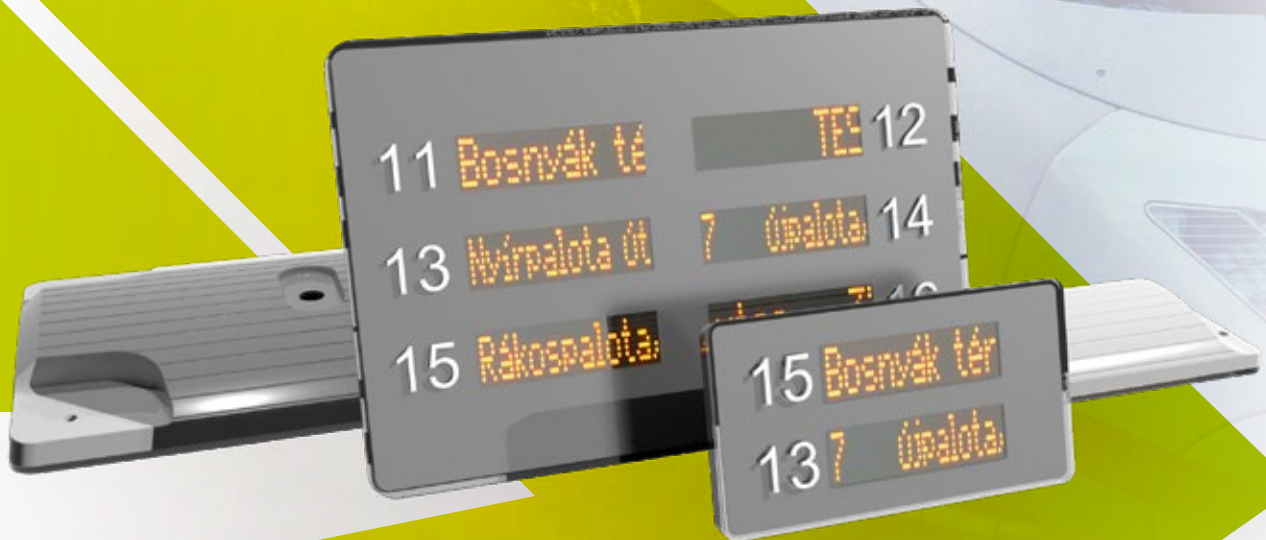 11 Bosnyák té
TES 12
13 Nyírpalota út
7 Újpalota 14
15 Rákospalota
15 Bosnyák tér
13 7 Újpalota